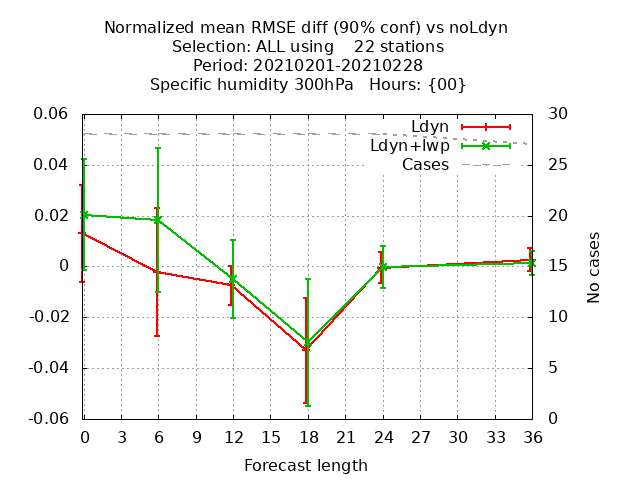 Normalized mean RMSE diff (90% conf) vs noLdyn
Selection: ALL using    22 stations
Period: 20210201-20210228
Specific humidity 300hPa   Hours: {00}
0.06
0.04
0.02
0
-0.02
-0.04
-0.06
30
25
20
15
10
5
0
Ldyn
Ldyn+lwp
Cases
No cases
0 3 6 9 12 15 18 21 24 27 30 33 36
Forecast length